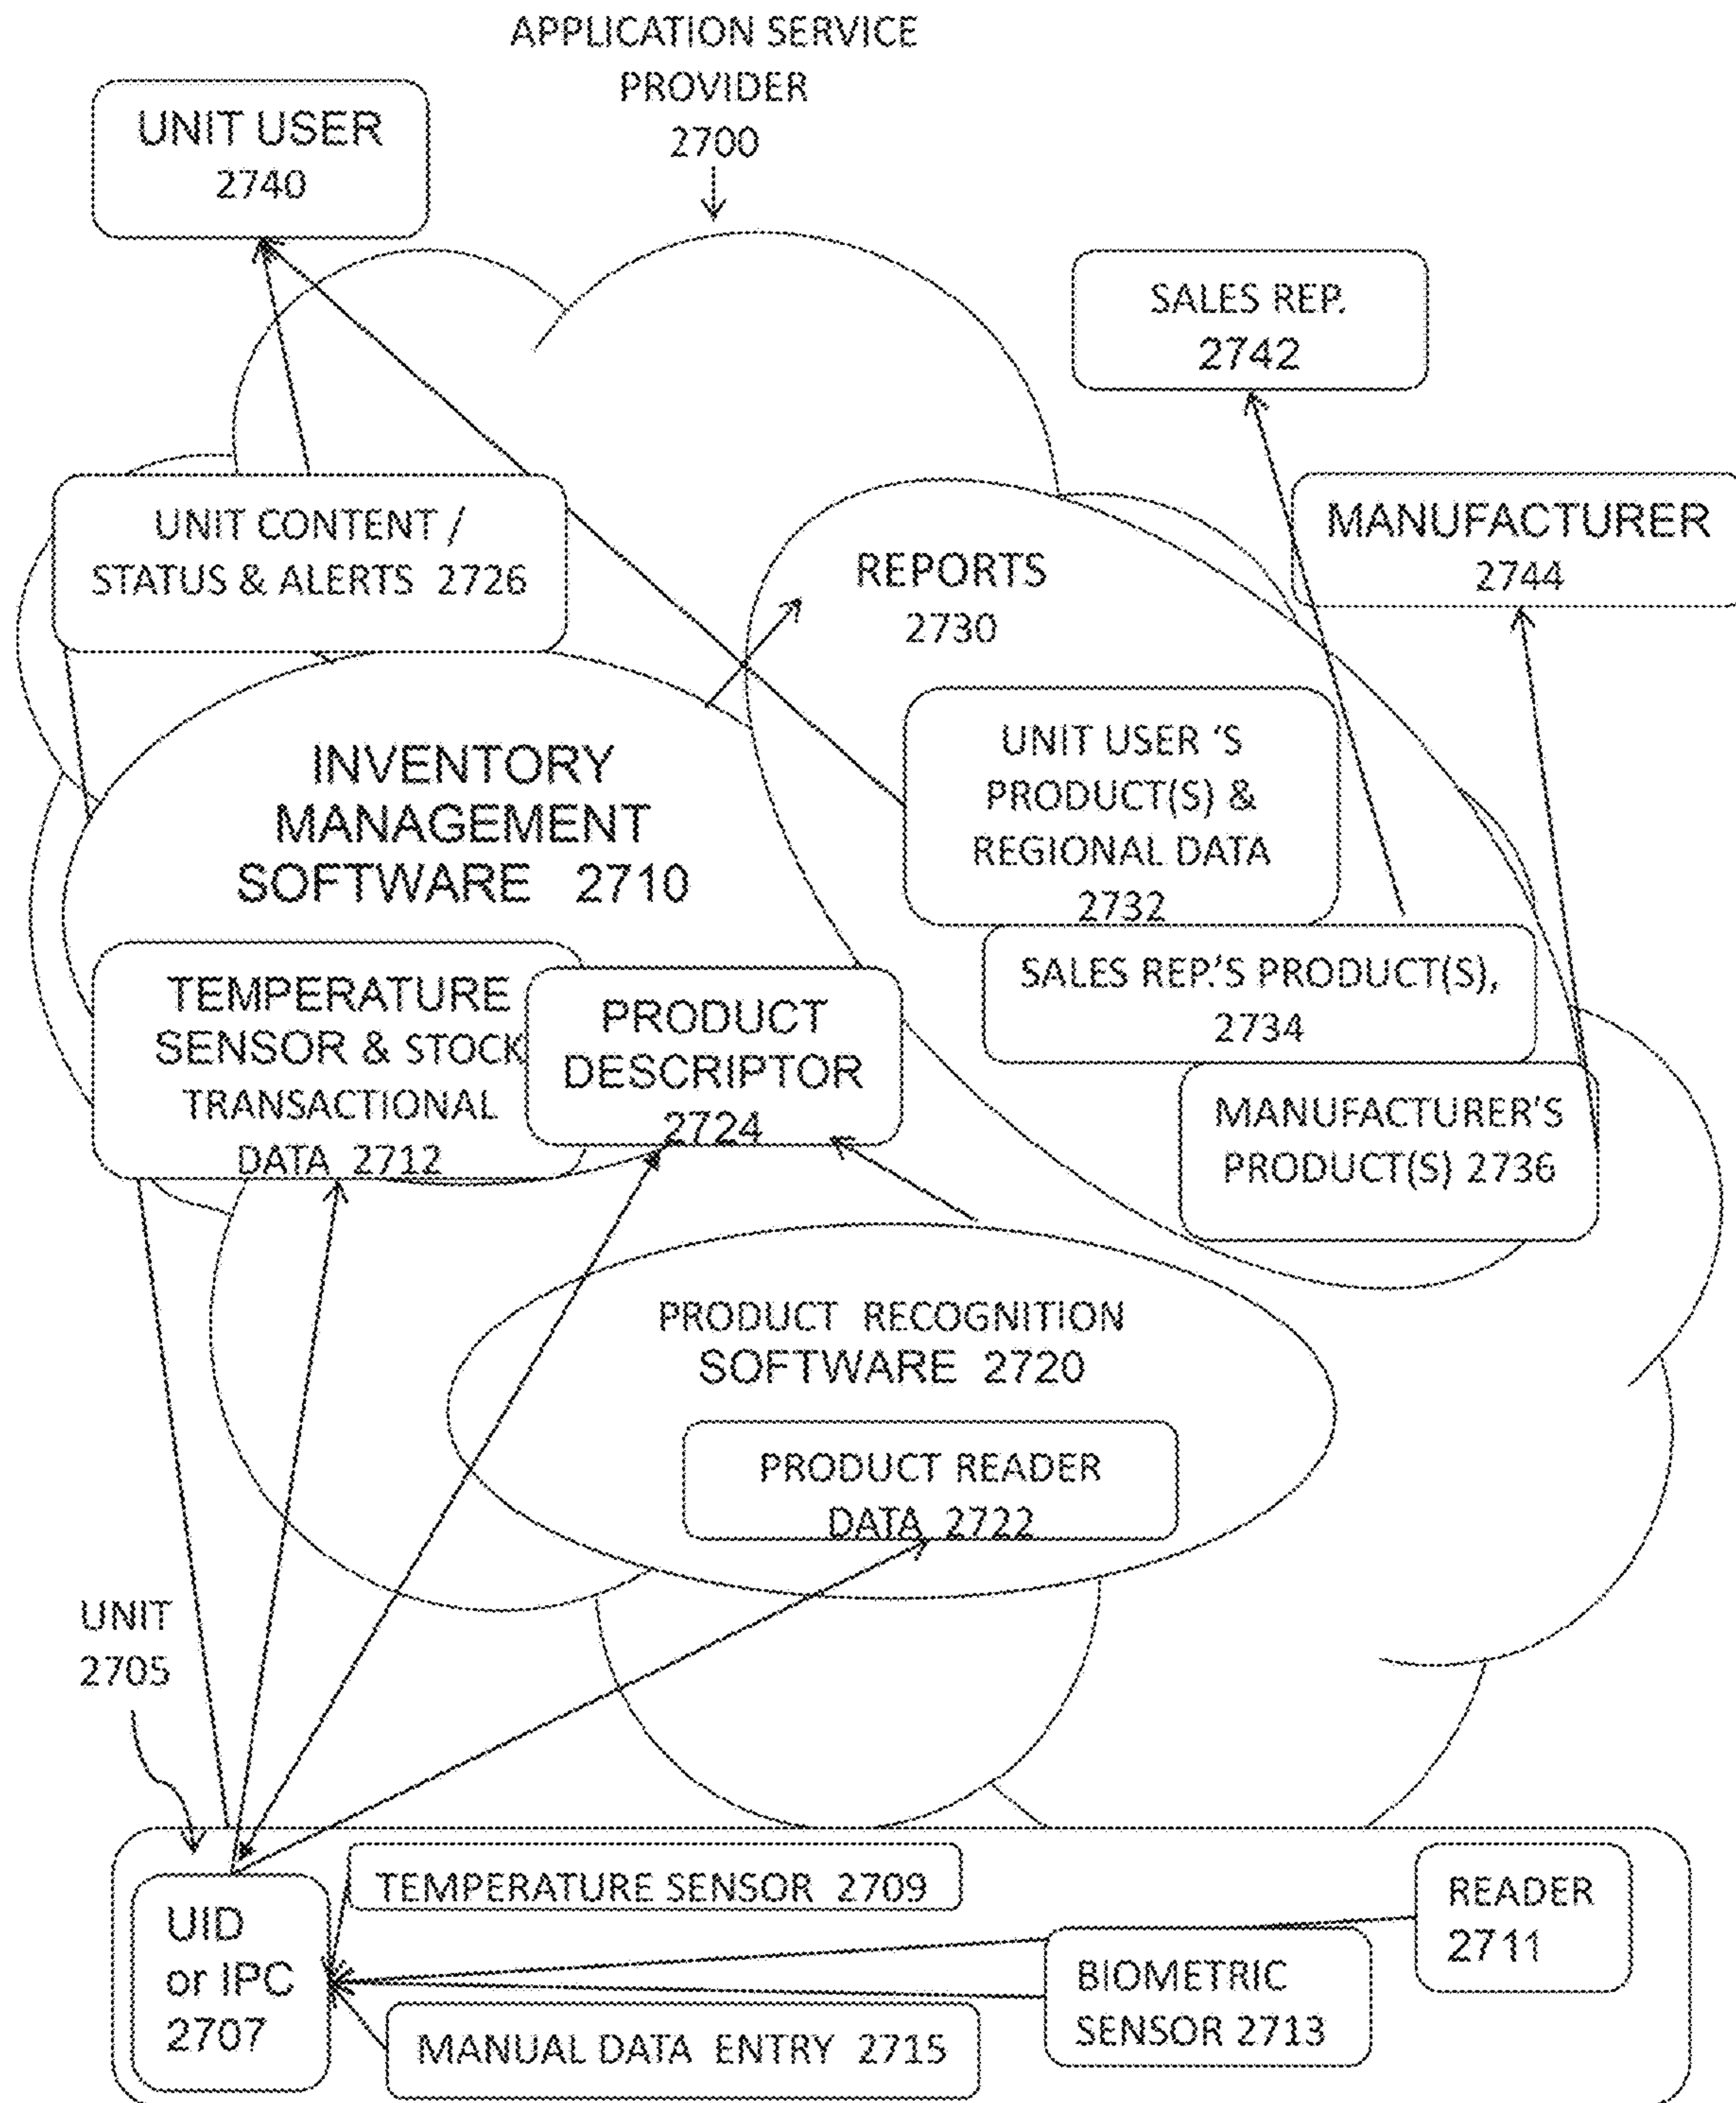 APPLICATION SERVICE
PROVIDER
2700
UNIT USER
2740
SALES REP.
2742
UNIT CONTENT /
STATUS & ALERTS 2726
MANUFACTURER
2744
REPORTS
2730
UNIT USER 'S
PRODUCT(S) &
REGIONAL DATA
2732
INVENTORY
MANAGEMENT
SOFTWARE 2710
SALES REP.'S PRODUCT(S),
2734
TEMPERATURE
SENSOR & STOCK
TRANSACTIONAL
DATA 2712
PRODUCT
DESCRIPTOR
2724
MANUFACTURER'S
PRODUCT(S) 2736
PRODUCT RECOGNITION
SOFTWARE 2720
PRODUCT READER
DATA 2722
UNIT
2705
UID
or IPC
2707
TEMPERATURE SENSOR 2709
READER
2711
BIOMETRIC
SENSOR 2713
MANUAL DATA ENTRY 2715